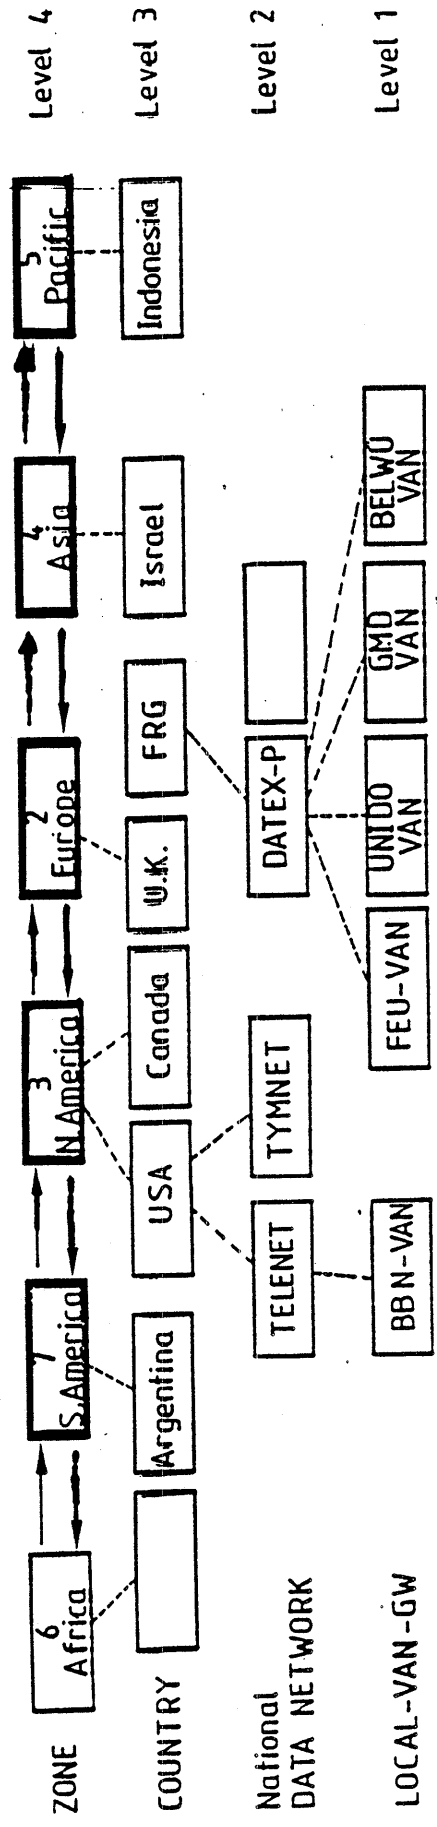 ZONE
6
Africa
7
S.America
3
N.America
2
Europe
4
Asia
5
Pacific
Level 4
COUNTRY
Argentina
USA
Canada
U.K.
FRG
Israel
Indonesia
Level 3
National
DATA NETWORK
TELENET
TYMNET
DATEX-P
Level 2
LOCAL-VAN-GW
BBN-VAN
FEU-VAN
UNIDO
VAN
GMD
VAN
BELWÜ
VAN
Level 1